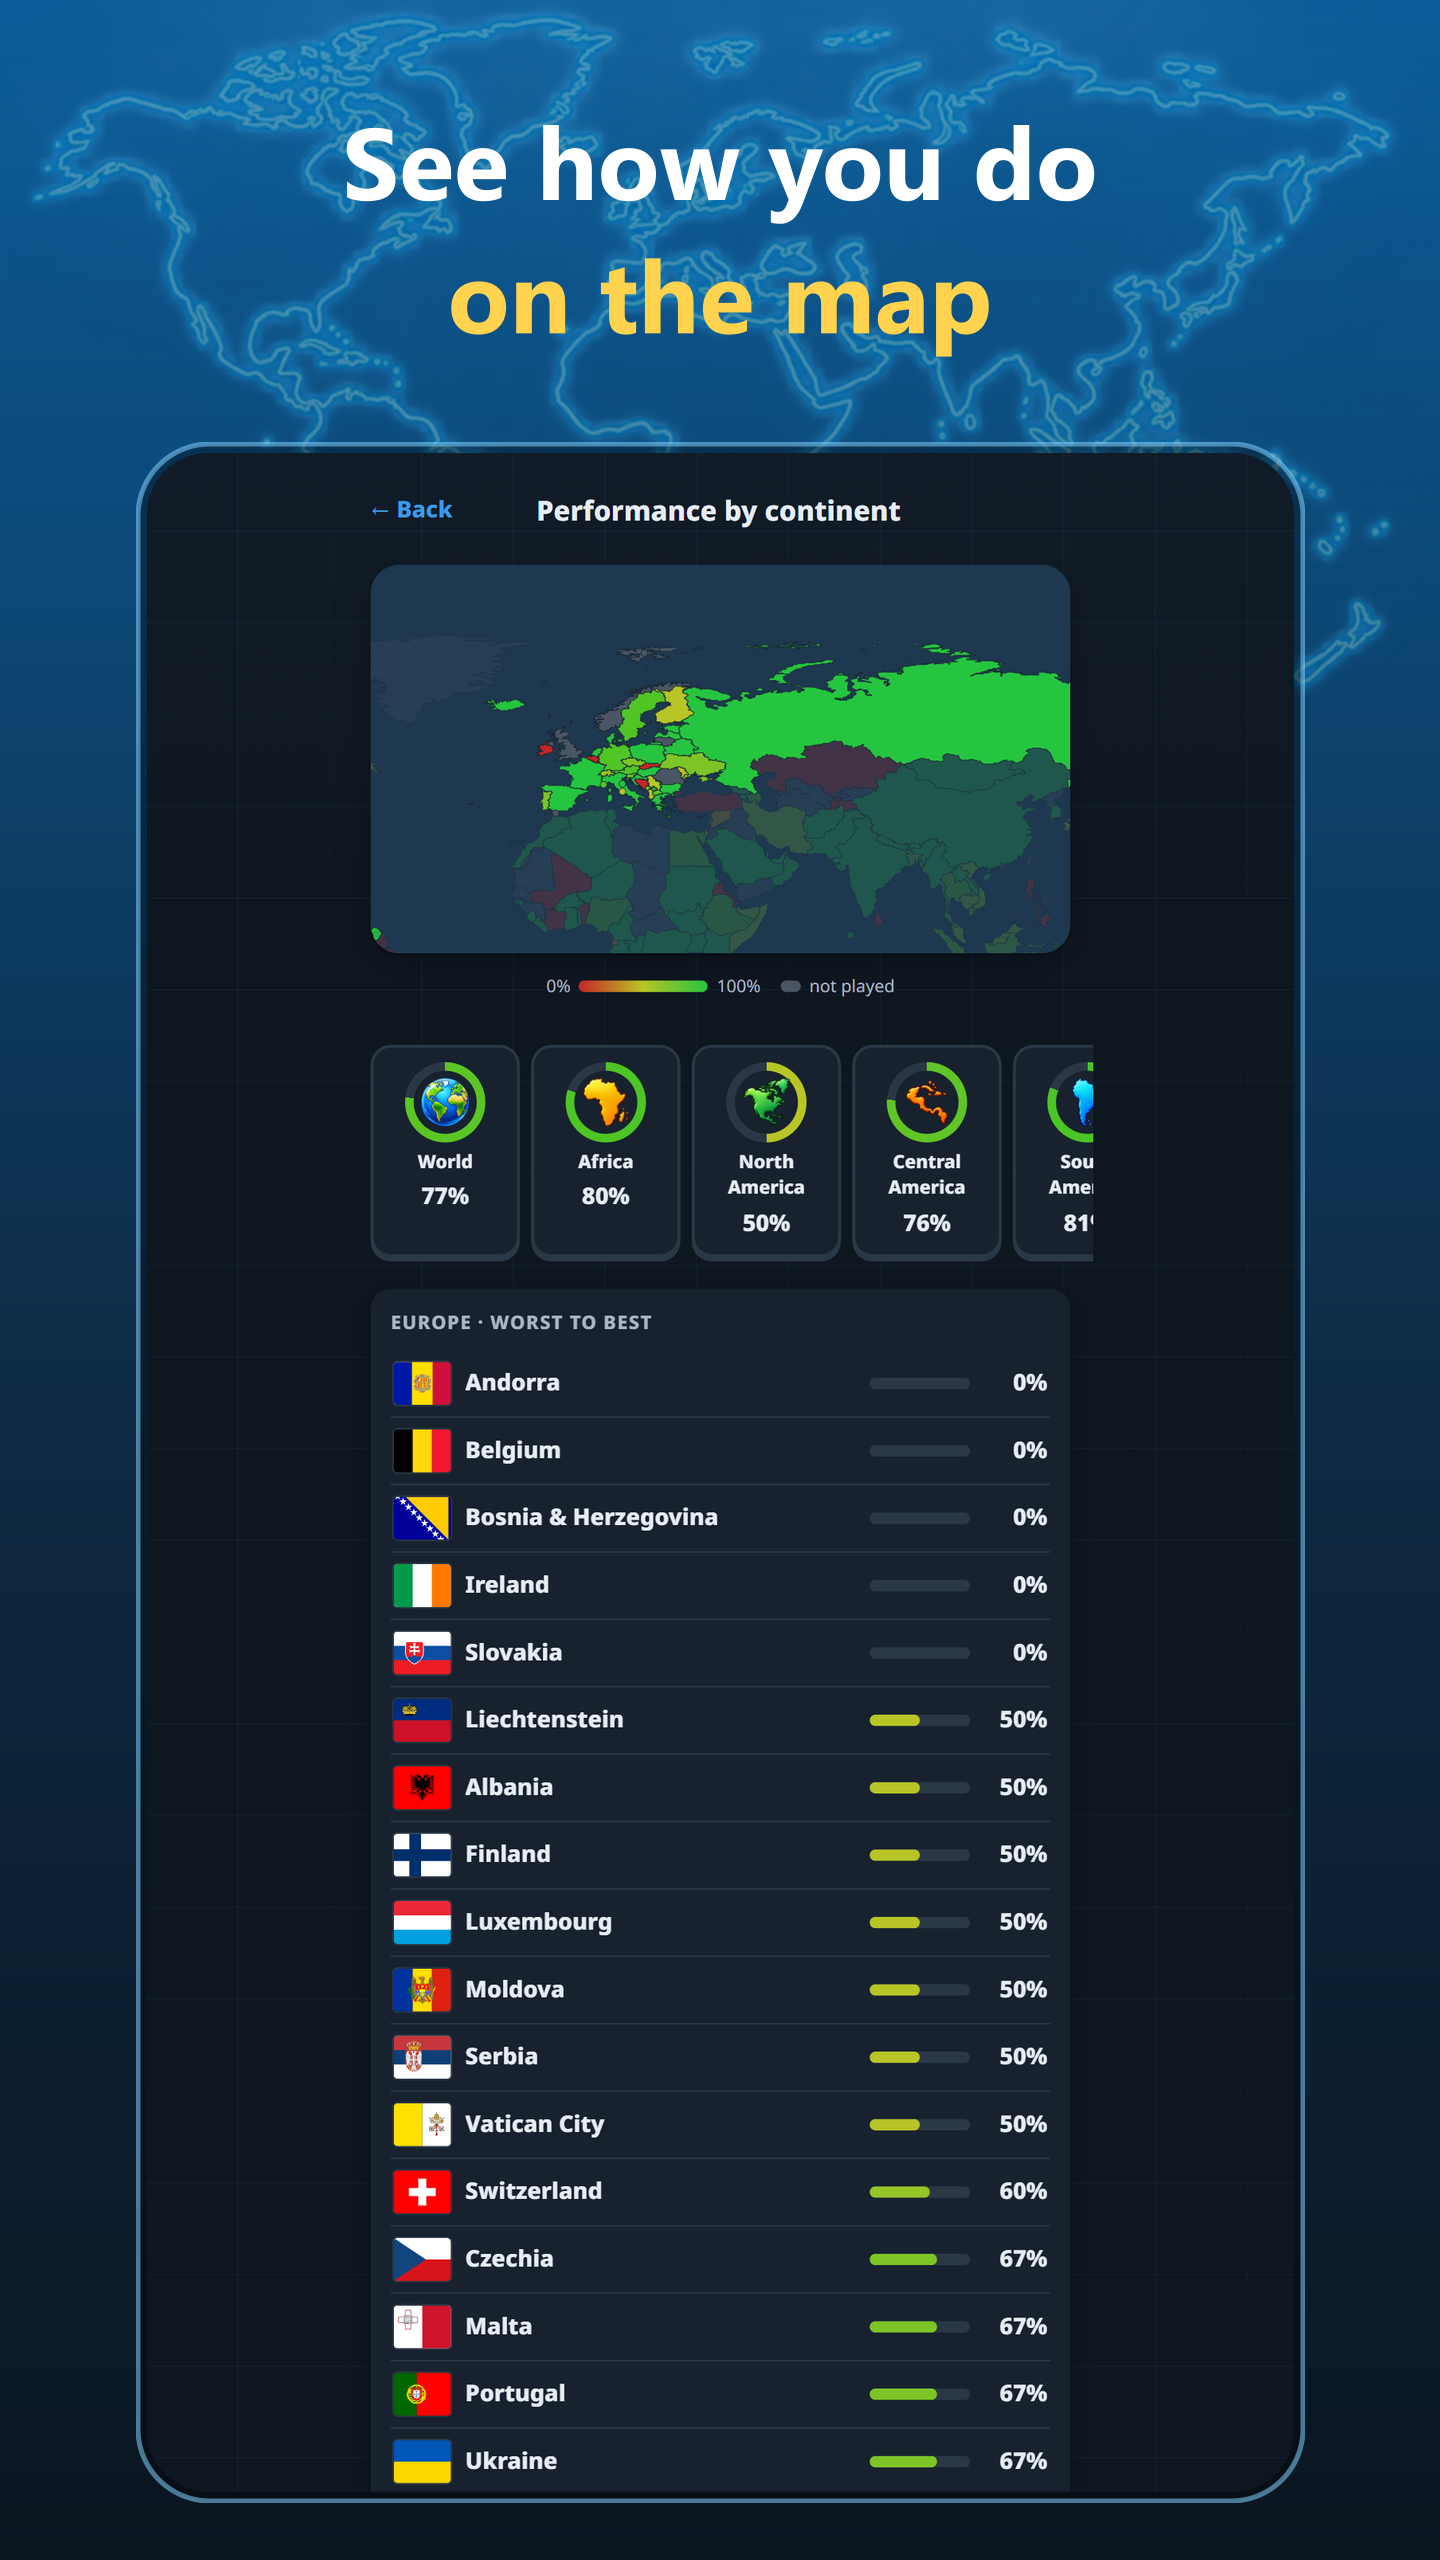 See how you do
on the map
← Back
Performance by continent
0% 100% not played
World
77%
Africa
80%
North
America
50%
Central
America
76%
EUROPE · WORST TO BEST
Andorra 0%
Belgium 0%
Bosnia & Herzegovina 0%
Ireland 0%
Slovakia 0%
Liechtenstein 50%
Albania 50%
Finland 50%
Luxembourg 50%
Moldova 50%
Serbia 50%
Vatican City 50%
Switzerland 60%
Czechia 67%
Malta 67%
Portugal 67%
Ukraine 67%